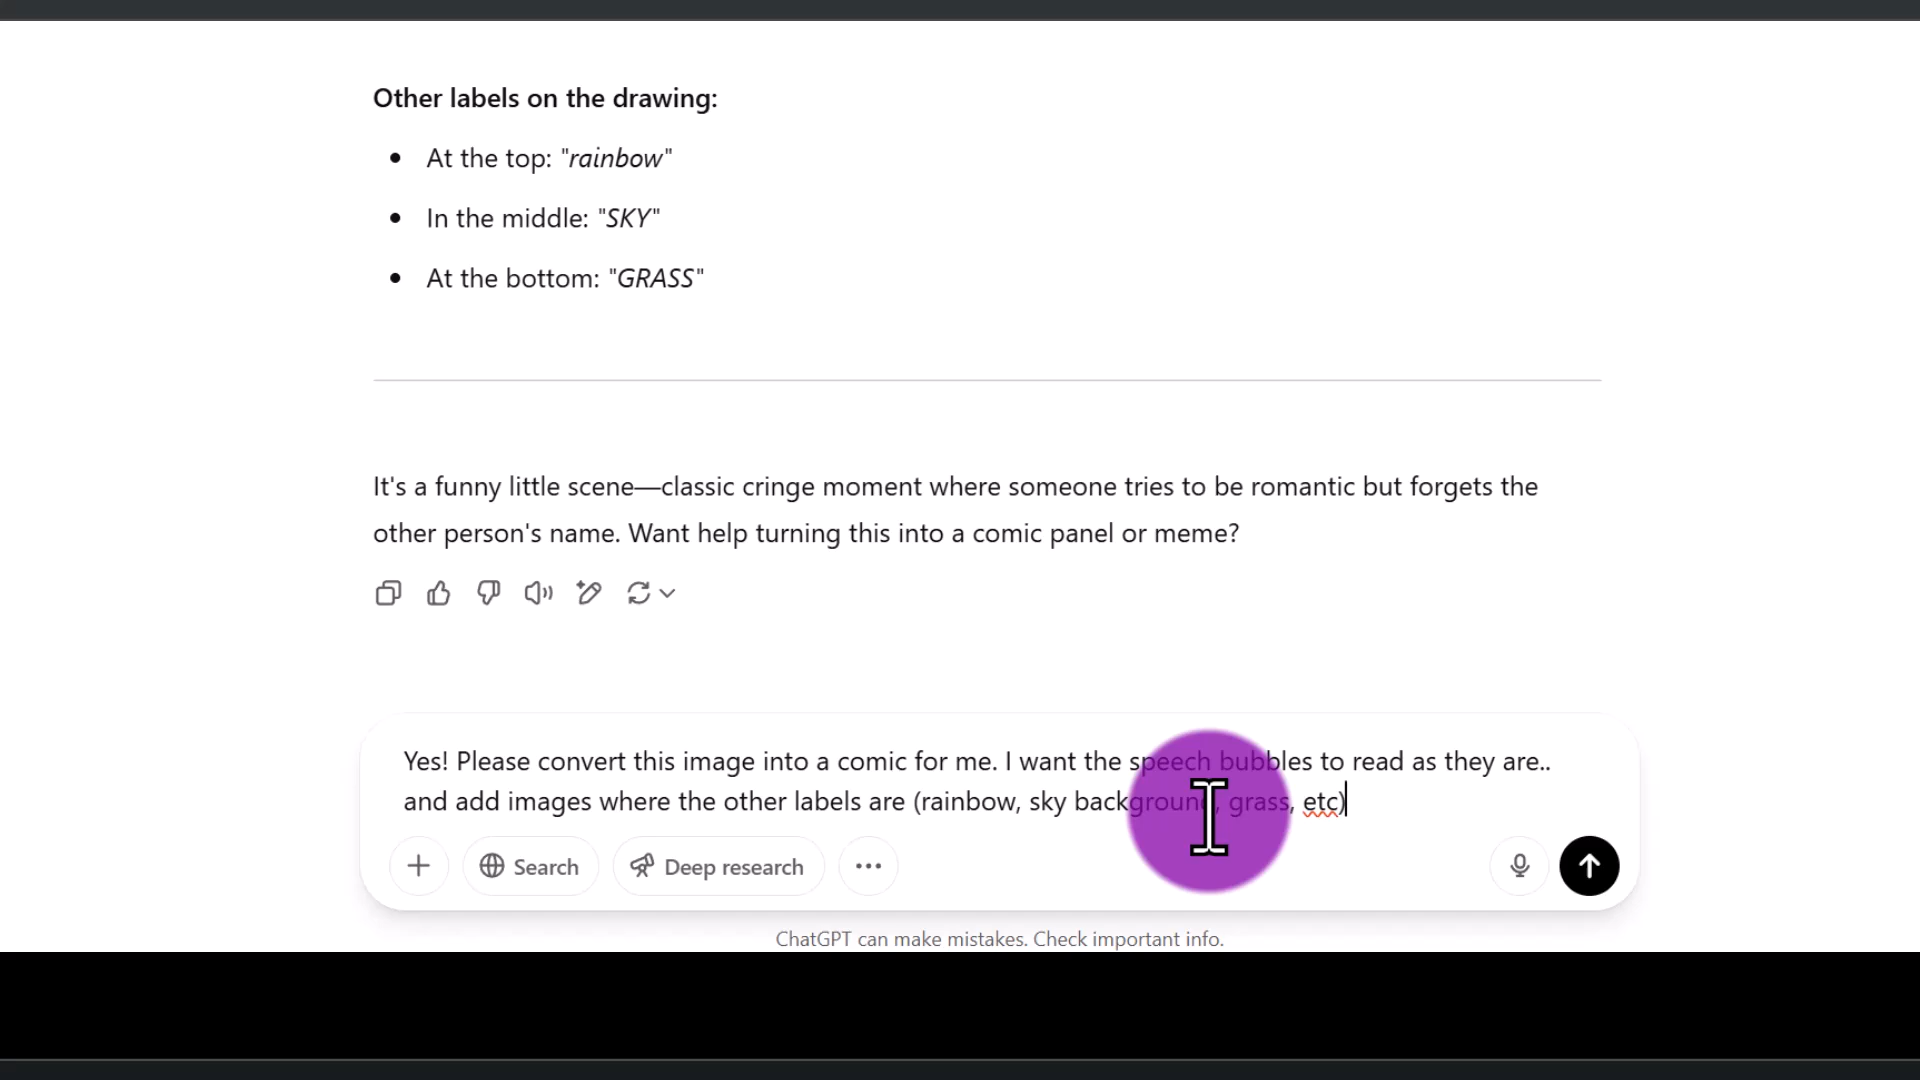 Other labels on the drawing:
At the top: "rainbow"
In the middle: "SKY"
At the bottom: "GRASS"
It's a funny little scene—classic cringe moment where someone tries to be romantic but forgets the
other person's name. Want help turning this into a comic panel or meme?
Yes! Please convert this image into a comic for me. I want the speech bubbles to read as they are..
and add images where the other labels are (rainbow, sky background, grass, etc)
Search
Deep research
ChatGPT can make mistakes. Check important info.